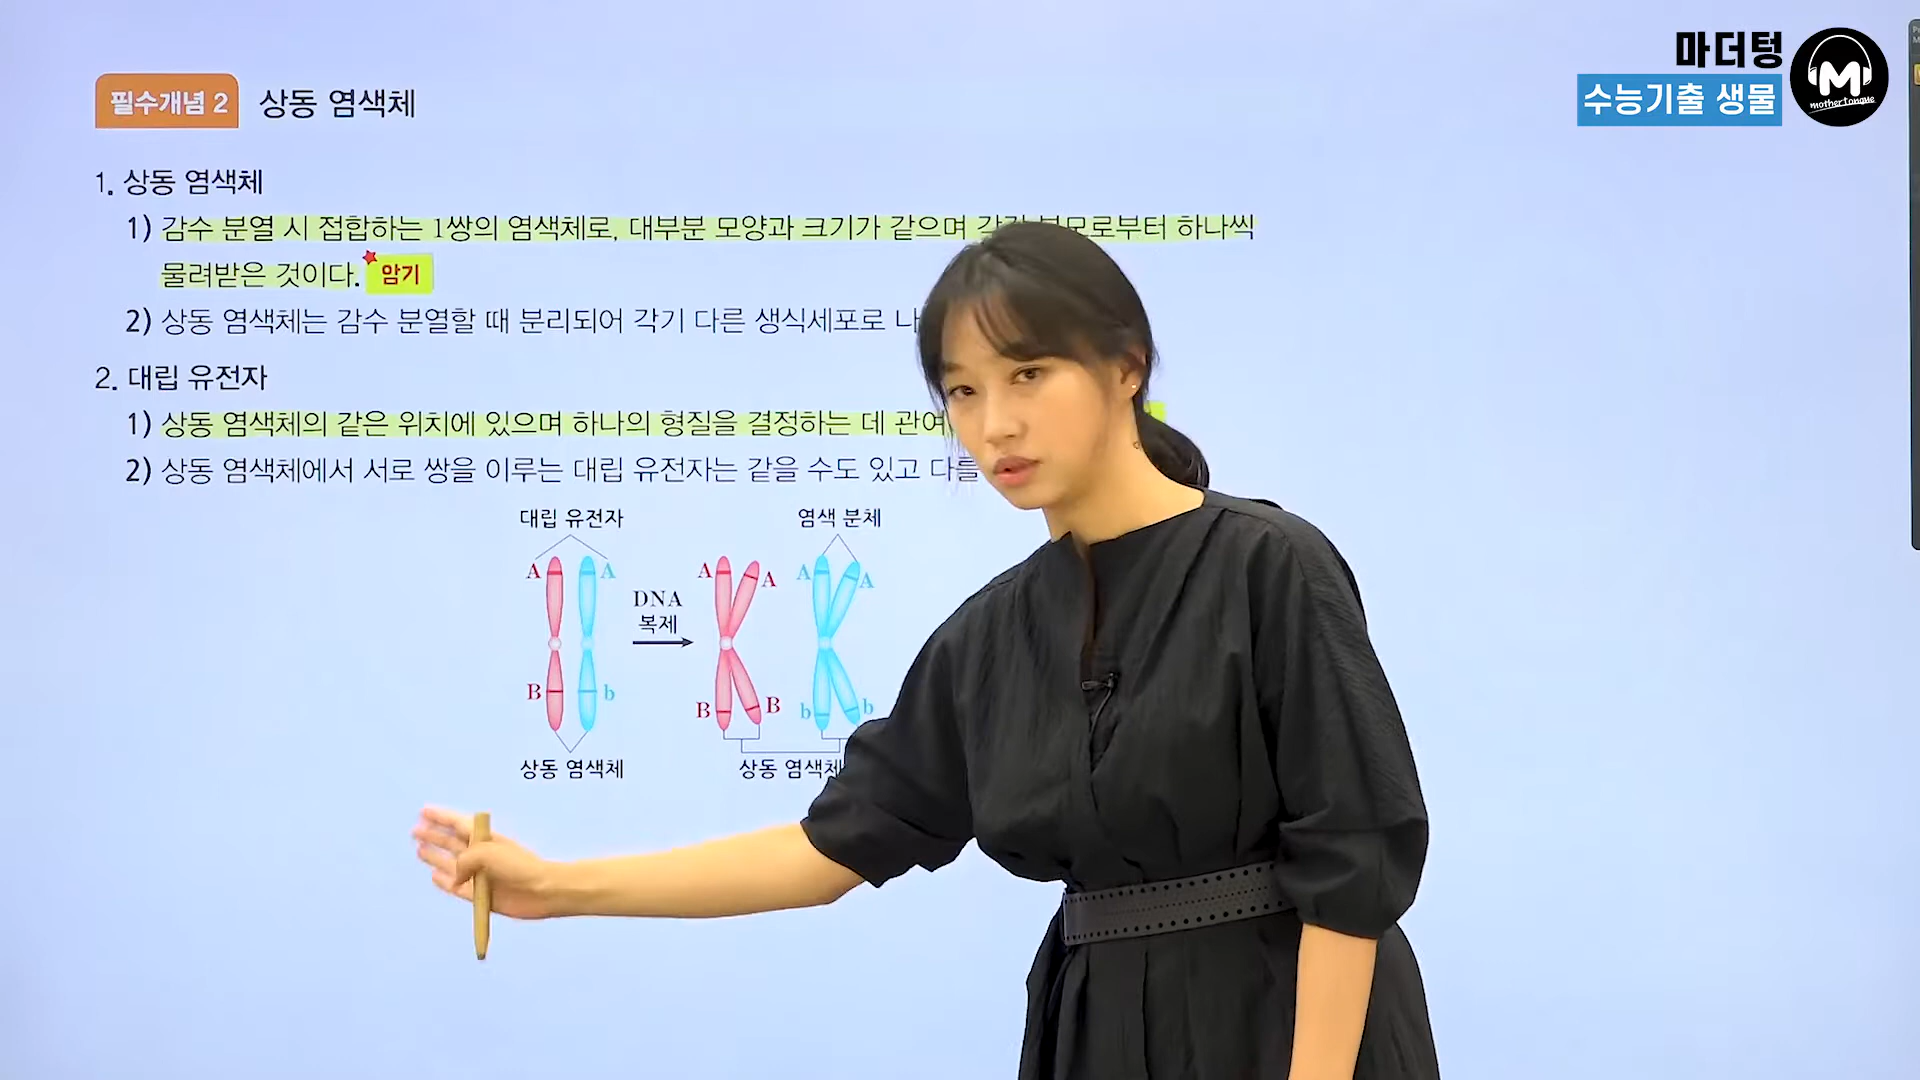 마더텅
수능기출 생물
mothertongue
필수개념 2 상동 염색체
1. 상동 염색체
1) 감수 분열 시 접합하는 1쌍의 염색체로, 대부분 모양과 크기가 같으며 각각 부모로부터 하나씩
물려받은 것이다. 암기
2) 상동 염색체는 감수 분열할 때 분리되어 각기 다른 생식세포로 나
2. 대립 유전자
1) 상동 염색체의 같은 위치에 있으며 하나의 형질을 결정하는 데 관여
2) 상동 염색체에서 서로 쌍을 이루는 대립 유전자는 같을 수도 있고 다를
대립 유전자 염색 분체
A A A A A A
DNA
복제
B b B B b b
상동 염색체 상동 염색체